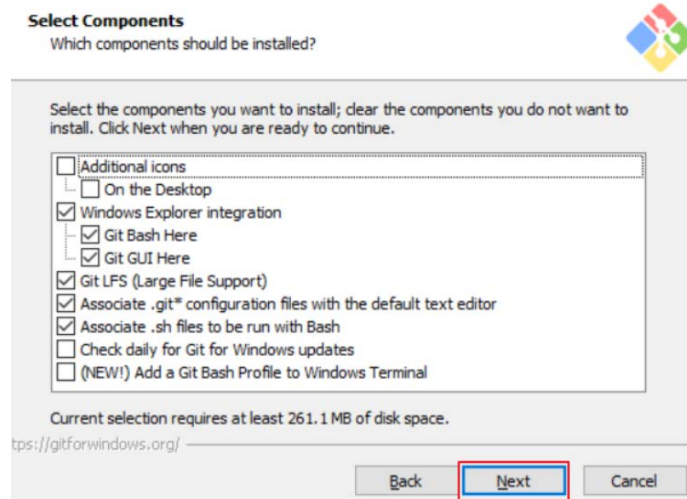 Select Components
Which components should be installed?
Select the components you want to install; clear the components you do not want to
install. Click Next when you are ready to continue.
Additional icons
On the Desktop
Windows Explorer integration
Git Bash Here
Git GUI Here
Git LFS (Large File Support)
Associate .git* configuration files with the default text editor
Associate .sh files to be run with Bash
Check daily for Git for Windows updates
(NEW!) Add a Git Bash Profile to Windows Terminal
Current selection requires at least 261.1 MB of disk space.
tps://gitforwindows.org/
Back Next Cancel